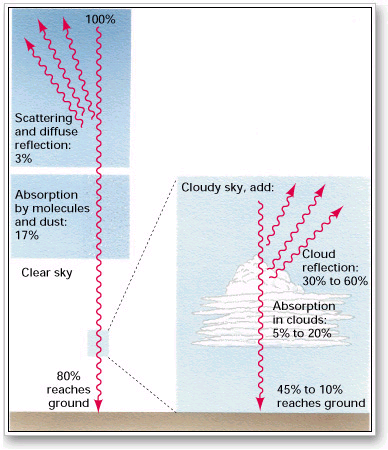 100%
Scattering
and diffuse
reflection:
3%
Absorption
by molecules
and dust:
17%
Clear sky
80%
reaches
ground
Cloudy sky, add:
Cloud
reflection:
30% to 60%
Absorption
in clouds:
5% to 20%
45% to 10%
reaches ground